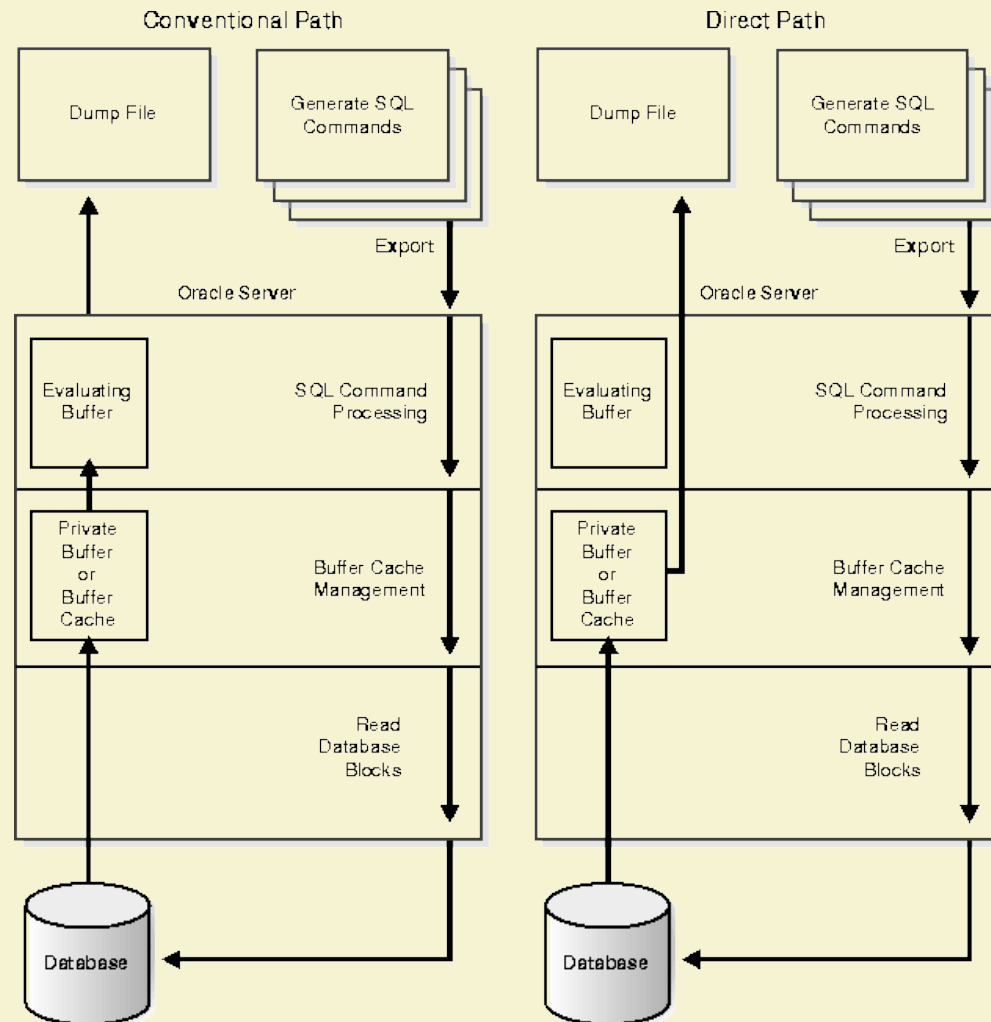 Conventional Path
Dump File
Generate SQL
Commands
Export
Oracle Server
Evaluating
Buffer
SQL Command
Processing
Private
Buffer
or
Buffer
Cache
Buffer Cache
Management
Read
Database
Blocks
Database
Direct Path
Dump File
Generate SQL
Commands
Export
Oracle Server
Evaluating
Buffer
SQL Command
Processing
Private
Buffer
or
Buffer
Cache
Buffer Cache
Management
Read
Database
Blocks
Database